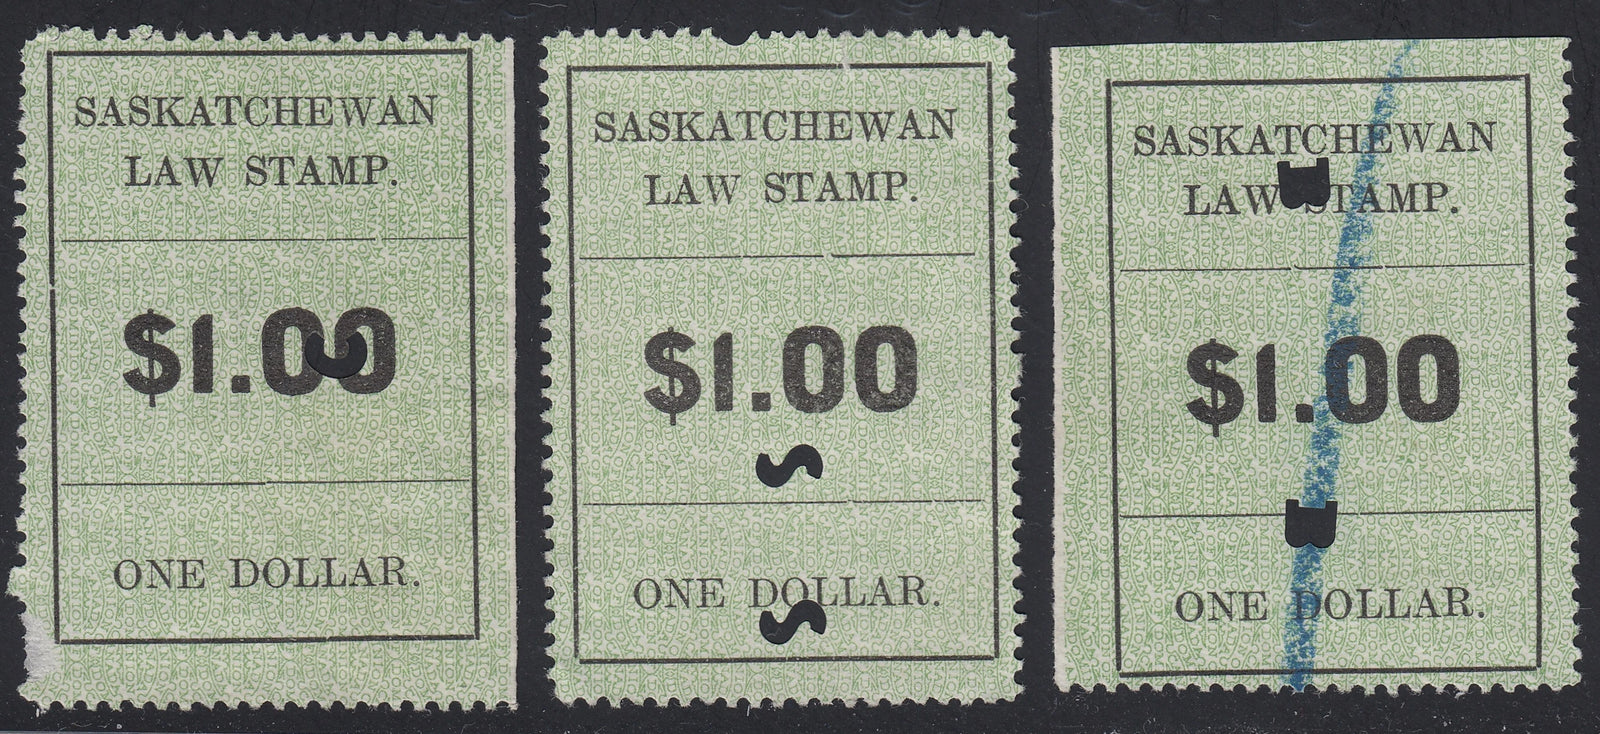 SASKATCHEWAN
LAW STAMP.
$1.00
ONE DOLLAR.
SASKATCHEWAN
LAW STAMP.
$1.00
ONE DOLLAR.
SASKATCHEWAN
LAW STAMP.
$1.00
ONE DOLLAR.